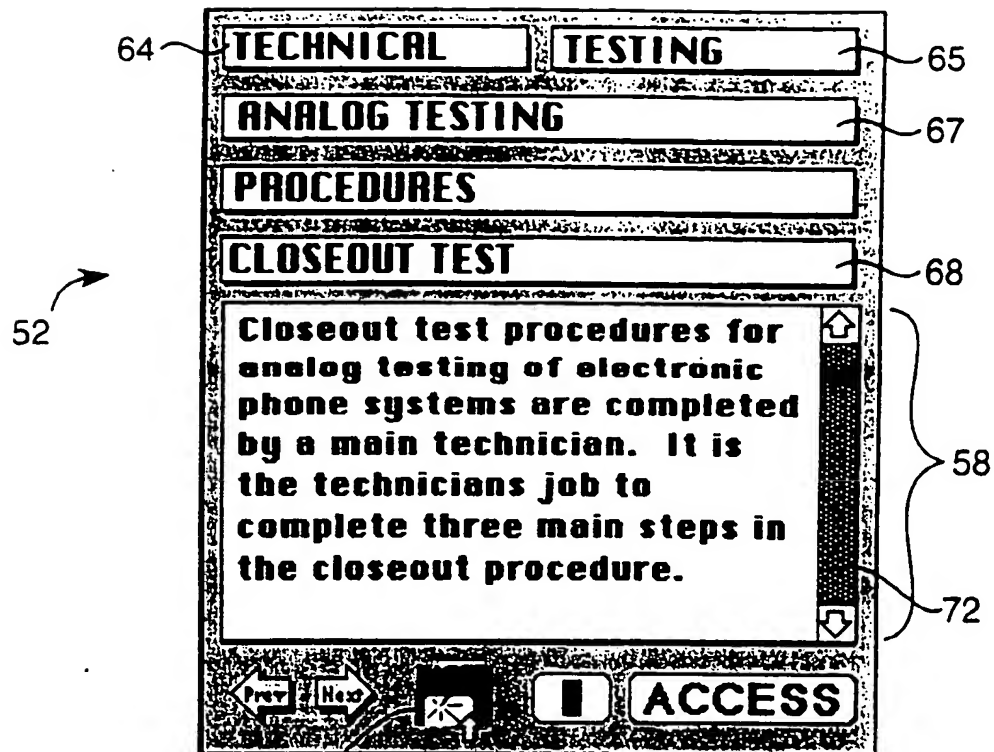 64 TECHNICAL TESTING 65
ANALOG TESTING 67
PROCEDURES
CLOSEOUT TEST 68
52
Closeout test procedures for
analog testing of electronic
phone systems are completed
by a main technician. It is
the technicians job to
complete three main steps in
the closeout procedure.
58
72
Prev Next ACCESS